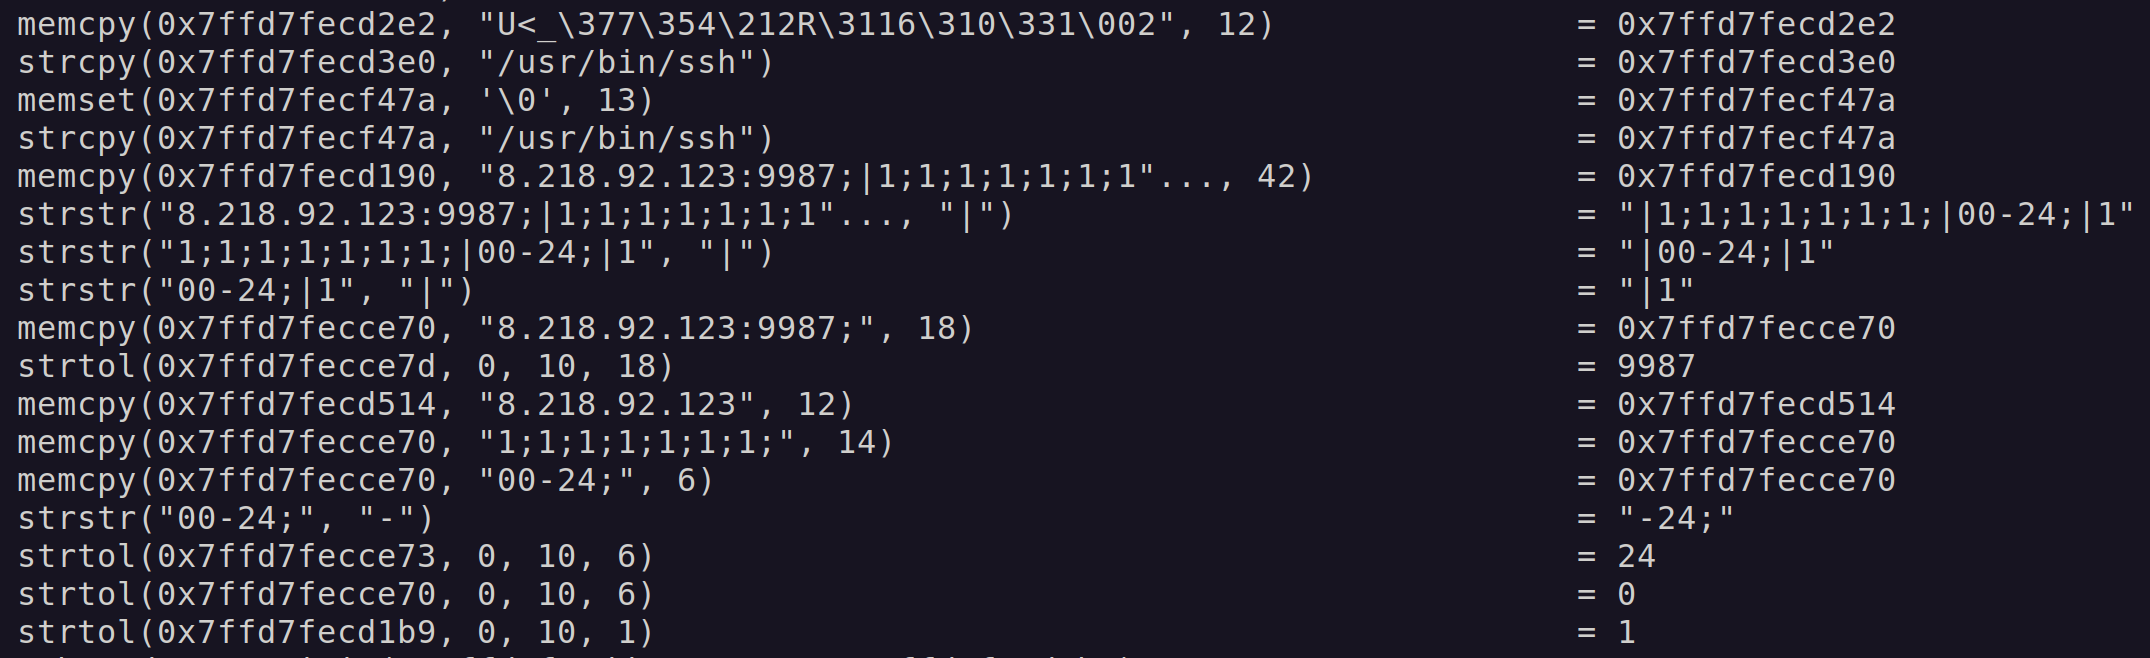 memcpy(0x7ffd7fecd2e2, "U<_\377\354\212R\3116\310\331\002", 12) = 0x7ffd7fecd2e2
strcpy(0x7ffd7fecd3e0, "/usr/bin/ssh") = 0x7ffd7fecd3e0
memset(0x7ffd7fecf47a, '\0', 13) = 0x7ffd7fecf47a
strcpy(0x7ffd7fecf47a, "/usr/bin/ssh") = 0x7ffd7fecf47a
memcpy(0x7ffd7fecd190, "8.218.92.123:9987;|1;1;1;1;1;1;1"..., 42) = 0x7ffd7fecd190
strstr("8.218.92.123:9987;|1;1;1;1;1;1;1"..., "|") = "|1;1;1;1;1;1;1;|00-24;|1"
strstr("1;1;1;1;1;1;1;|00-24;|1", "|") = "|00-24;|1"
strstr("00-24;|1", "|") = "|1"
memcpy(0x7ffd7fecce70, "8.218.92.123:9987;", 18) = 0x7ffd7fecce70
strtol(0x7ffd7fecce7d, 0, 10, 18) = 9987
memcpy(0x7ffd7fecd514, "8.218.92.123", 12) = 0x7ffd7fecd514
memcpy(0x7ffd7fecce70, "1;1;1;1;1;1;1;", 14) = 0x7ffd7fecce70
memcpy(0x7ffd7fecce70, "00-24;", 6) = 0x7ffd7fecce70
strstr("00-24;", "-") = "-24;"
strtol(0x7ffd7fecce73, 0, 10, 6) = 24
strtol(0x7ffd7fecce70, 0, 10, 6) = 0
strtol(0x7ffd7fecd1b9, 0, 10, 1) = 1